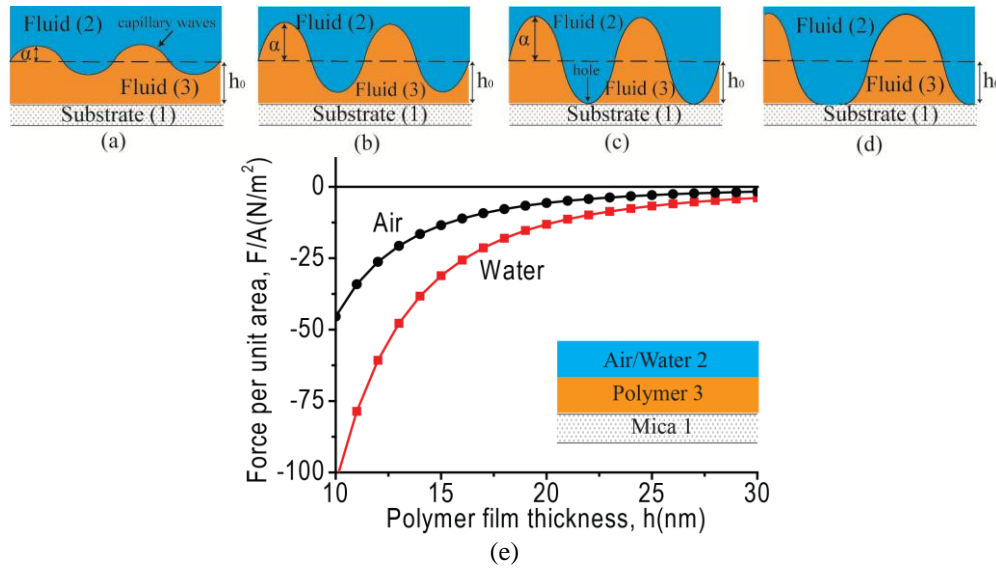 Fluid (2)
capillary waves
α
h₀
Fluid (3)
Substrate (1)
(a)
Fluid (2)
α
h₀
Fluid (3)
Substrate (1)
(b)
Fluid (2)
α
hole
h₀
Fluid (3)
Substrate (1)
(c)
Fluid (2)
h₀
Fluid (3)
Substrate (1)
(d)
Force per unit area, F/A(N/m²)
0
-25
-50
-75
-100
Air
Water
Air/Water 2
Polymer 3
Mica 1
10 15 20 25 30
Polymer film thickness, h(nm)
(e)